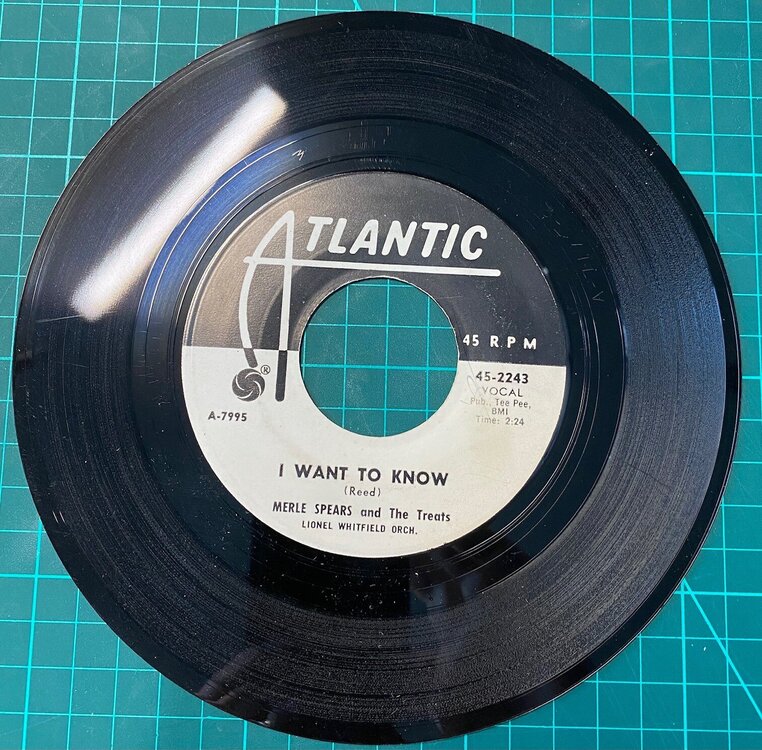 ATLANTIC
45 RPM
®
A-7995
45-2243
VOCAL
Pub., Tee Pee,
BMI
Time: 2:24
I WANT TO KNOW
(Reed)
MERLE SPEARS and The Treats
LIONEL WHITFIELD ORCH.